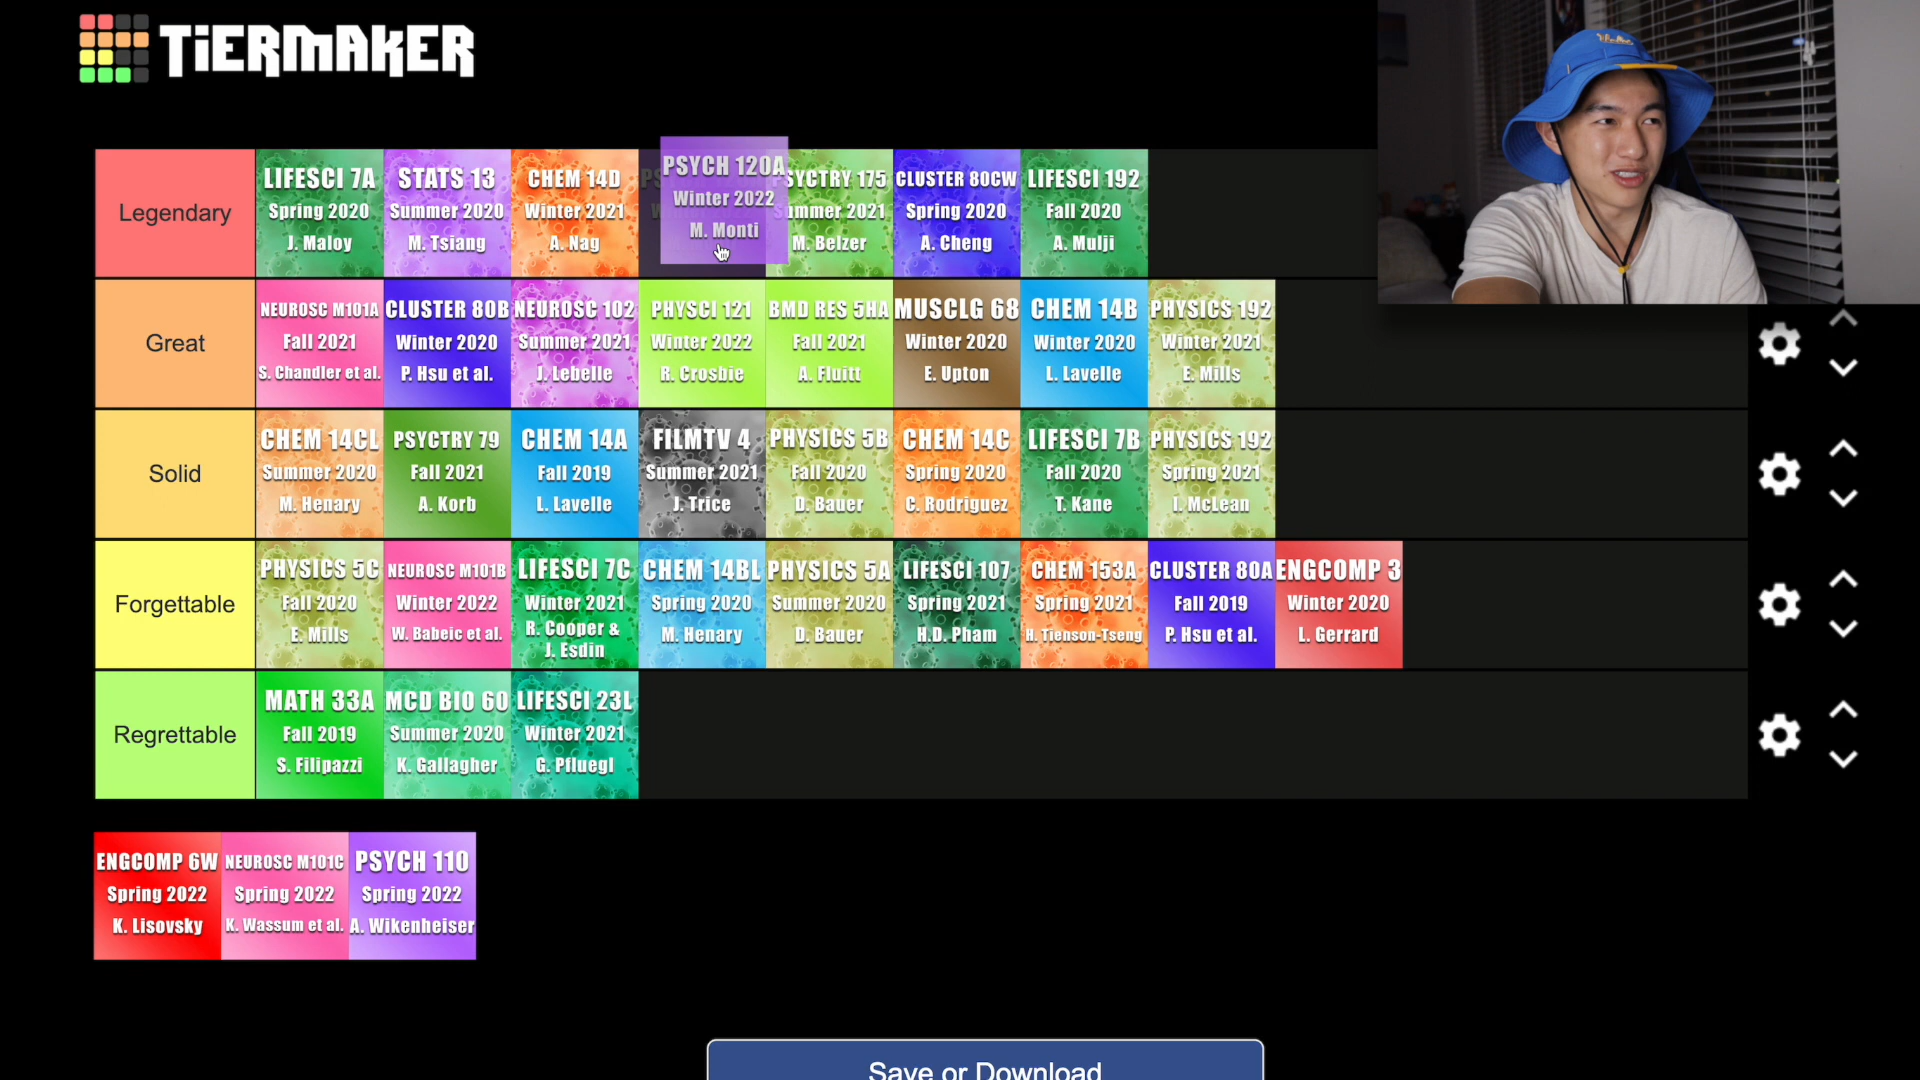 TiERMAKER
Legendary
LIFESCI 7A
Spring 2020
J. Maloy
STATS 13
Summer 2020
M. Tsiang
CHEM 14D
Winter 2021
A. Nag
PSYCH 120A
Winter 2022
M. Monti
SYCTRY 175
ummer 2021
M. Belzer
CLUSTER 80CW
Spring 2020
A. Cheng
LIFESCI 192
Fall 2020
A. Mulji
Great
NEUROSC M101A
Fall 2021
S. Chandler et al.
CLUSTER 80B
Winter 2020
P. Hsu et al.
NEUROSC 102
Summer 2021
J. Lebelle
PHYSCI 121
Winter 2022
R. Crosbie
BMD RES 5HA
Fall 2021
A. Fluitt
MUSCLG 68
Winter 2020
E. Upton
CHEM 14B
Winter 2020
L. Lavelle
PHYSICS 192
Winter 2021
E. Mills
Solid
CHEM 14CL
Summer 2020
M. Henary
PSYCTRY 79
Fall 2021
A. Korb
CHEM 14A
Fall 2019
L. Lavelle
FILMTV 4
Summer 2021
J. Trice
PHYSICS 5B
Fall 2020
D. Bauer
CHEM 14C
Spring 2020
C. Rodriguez
LIFESCI 7B
Fall 2020
T. Kane
PHYSICS 192
Spring 2021
I. McLean
Forgettable
PHYSICS 5C
Fall 2020
E. Mills
NEUROSC M101B
Winter 2022
W. Babeic et al.
LIFESCI 7C
Winter 2021
R. Cooper &
J. Esdin
CHEM 14BL
Spring 2020
M. Henary
PHYSICS 5A
Summer 2020
D. Bauer
LIFESCI 107
Spring 2021
H.D. Pham
CHEM 153A
Spring 2021
H. Tienson-Tseng
CLUSTER 80A
Fall 2019
P. Hsu et al.
ENGCOMP 3
Winter 2020
L. Gerrard
Regrettable
MATH 33A
Fall 2019
S. Filipazzi
MCD BIO 60
Summer 2020
K. Gallagher
LIFESCI 23L
Winter 2021
G. Pfluegl
ENGCOMP 6W
Spring 2022
K. Lisovsky
NEUROSC M101C
Spring 2022
K. Wassum et al.
PSYCH 110
Spring 2022
A. Wikenheiser
Save or Download